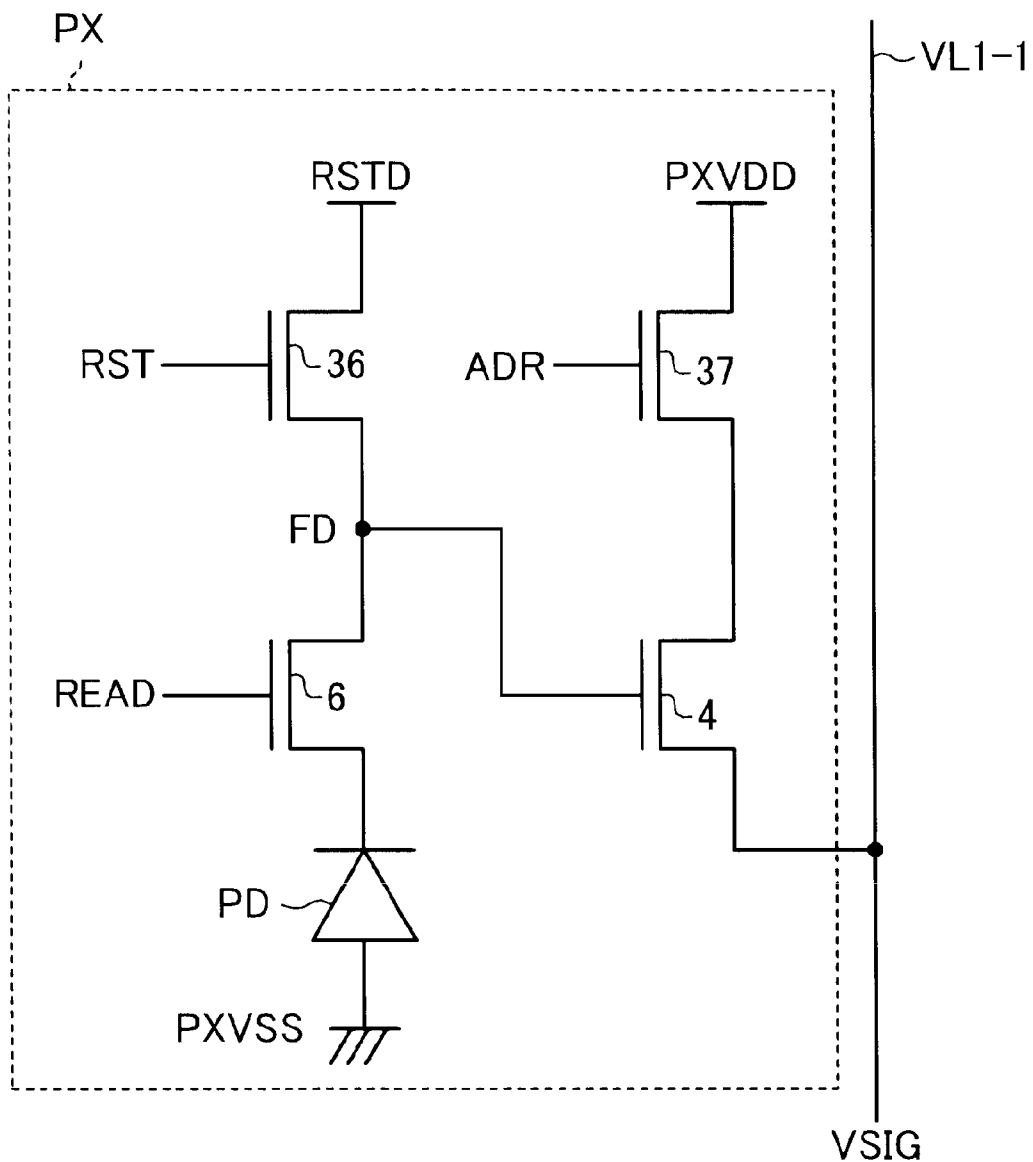 PX
VL1-1
RSTD
PXVDD
RST
36
ADR
37
FD
READ
6
4
PD
PXVSS
VSIG